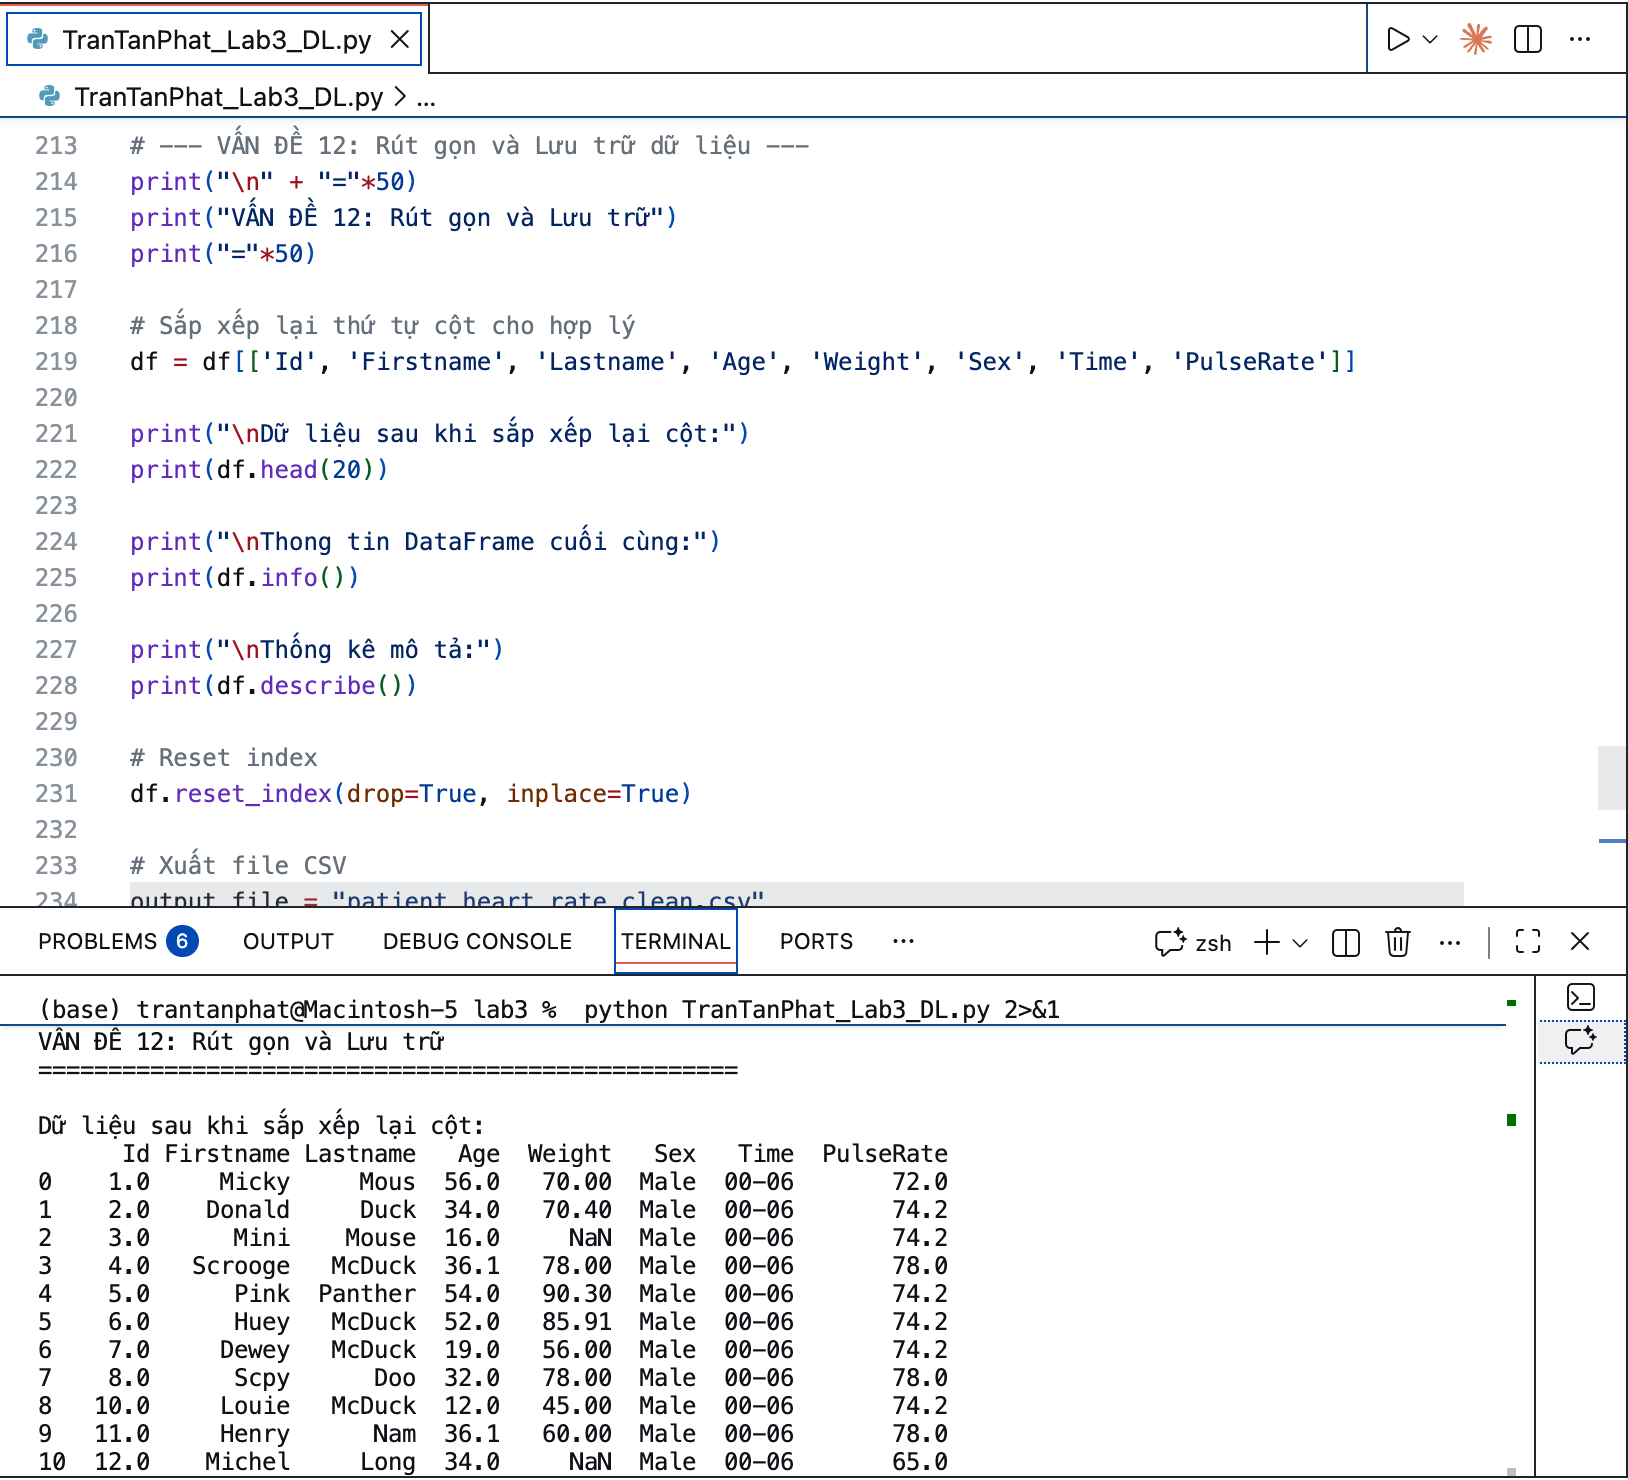 TranTanPhat_Lab3_DL.py
TranTanPhat_Lab3_DL.py > ...
213 # --- VẤN ĐỀ 12: Rút gọn và Lưu trữ dữ liệu ---
214 print("\n" + "="*50)
215 print("VẤN ĐỀ 12: Rút gọn và Lưu trữ")
216 print("="*50)
217
218 # Sắp xếp lại thứ tự cột cho hợp lý
219 df = df[['Id', 'Firstname', 'Lastname', 'Age', 'Weight', 'Sex', 'Time', 'PulseRate']]
220
221 print("\nDữ liệu sau khi sắp xếp lại cột:")
222 print(df.head(20))
223
224 print("\nThong tin DataFrame cuối cùng:")
225 print(df.info())
226
227 print("\nThống kê mô tả:")
228 print(df.describe())
229
230 # Reset index
231 df.reset_index(drop=True, inplace=True)
232
233 # Xuất file CSV
234 output_file = "patient_heart_rate_clean.csv"
PROBLEMS 6 OUTPUT DEBUG CONSOLE TERMINAL PORTS ... zsh
(base) trantanphat@Macintosh-5 lab3 %  python TranTanPhat_Lab3_DL.py 2>&1
VẤN ĐỀ 12: Rút gọn và Lưu trữ
==================================================
Dữ liệu sau khi sắp xếp lại cột:
Id Firstname Lastname Age Weight Sex Time PulseRate
0 1.0 Micky Mous 56.0 70.00 Male 00-06 72.0
1 2.0 Donald Duck 34.0 70.40 Male 00-06 74.2
2 3.0 Mini Mouse 16.0 NaN Male 00-06 74.2
3 4.0 Scrooge McDuck 36.1 78.00 Male 00-06 78.0
4 5.0 Pink Panther 54.0 90.30 Male 00-06 74.2
5 6.0 Huey McDuck 52.0 85.91 Male 00-06 74.2
6 7.0 Dewey McDuck 19.0 56.00 Male 00-06 74.2
7 8.0 Scpy Doo 32.0 78.00 Male 00-06 78.0
8 10.0 Louie McDuck 12.0 45.00 Male 00-06 74.2
9 11.0 Henry Nam 36.1 60.00 Male 00-06 78.0
10 12.0 Michel Long 34.0 NaN Male 00-06 65.0